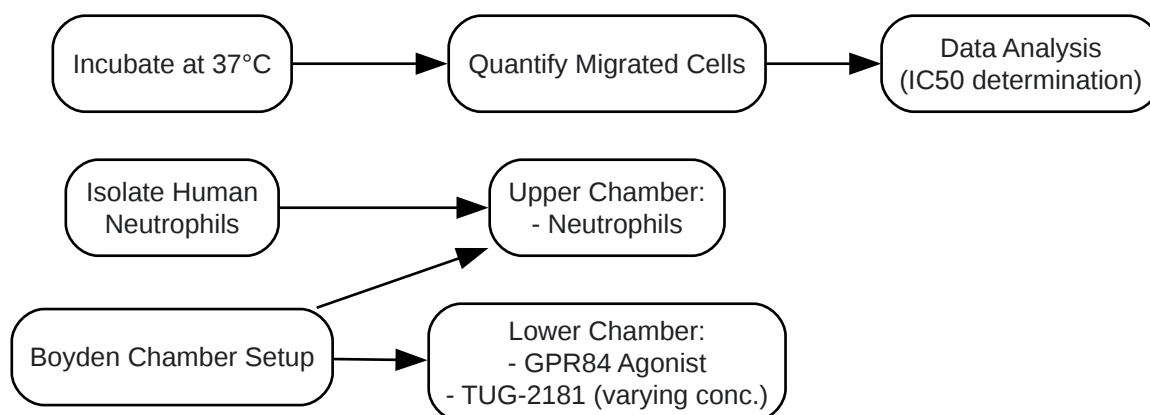 Incubate at 37°C
Quantify Migrated Cells
Data Analysis
(IC50 determination)
Isolate Human
Neutrophils
Upper Chamber:
- Neutrophils
Boyden Chamber Setup
Lower Chamber:
- GPR84 Agonist
- TUG-2181 (varying conc.)